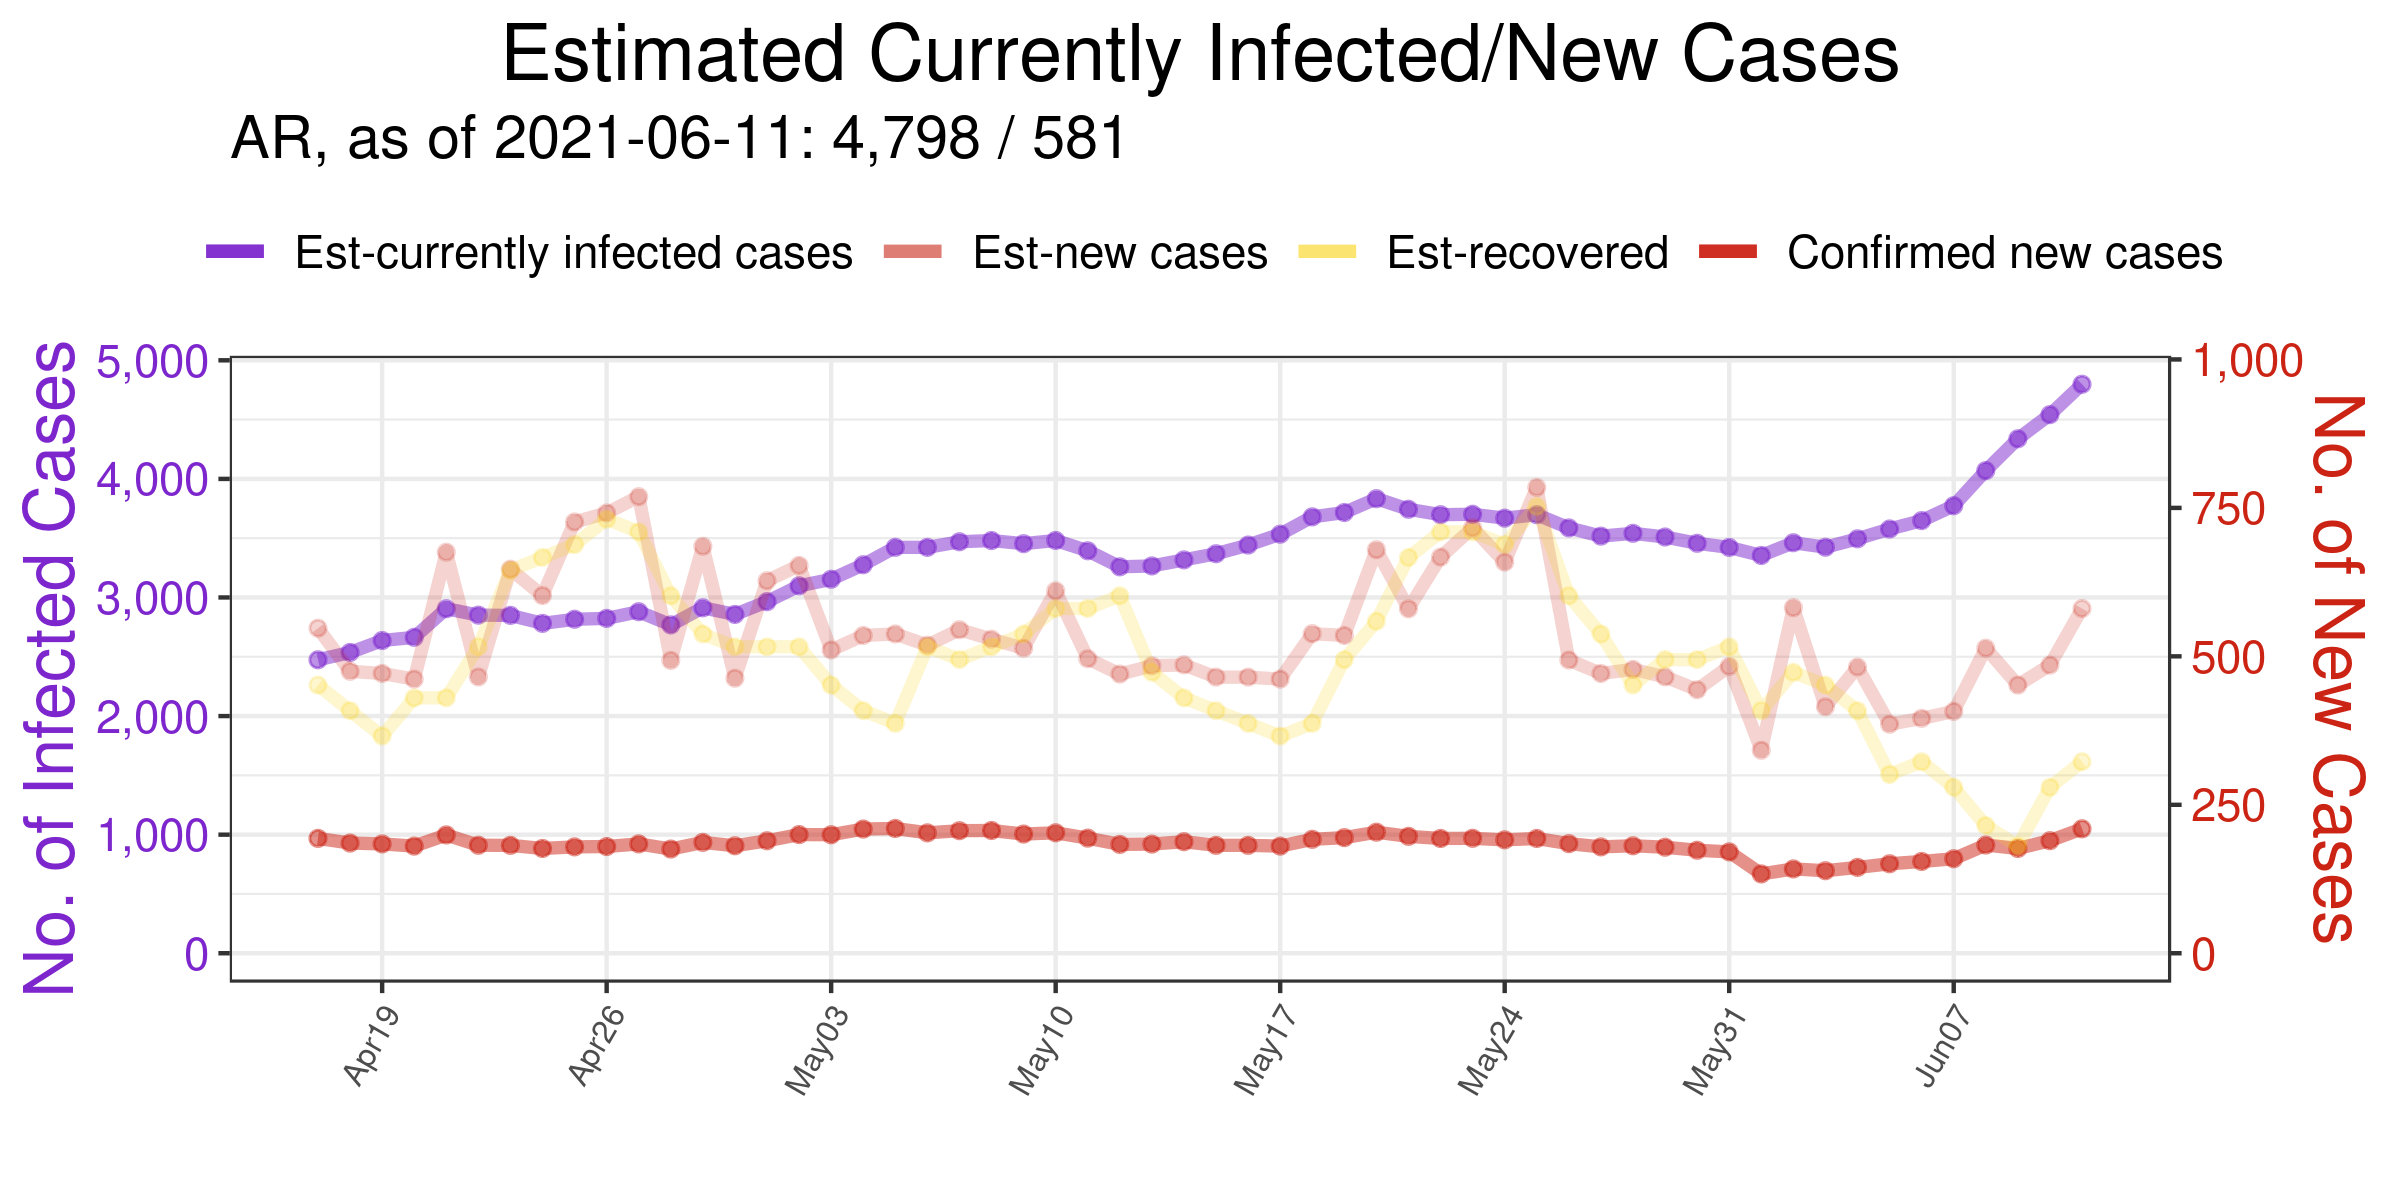 Estimated Currently Infected/New Cases
AR, as of 2021-06-11: 4,798 / 581
Est-currently infected cases Est-new cases Est-recovered Confirmed new cases
No. of Infected Cases
5,000
4,000
3,000
2,000
1,000
0
1,000
750
500
250
0
No. of New Cases
Apr19 Apr26 May03 May10 May17 May24 May31 Jun07